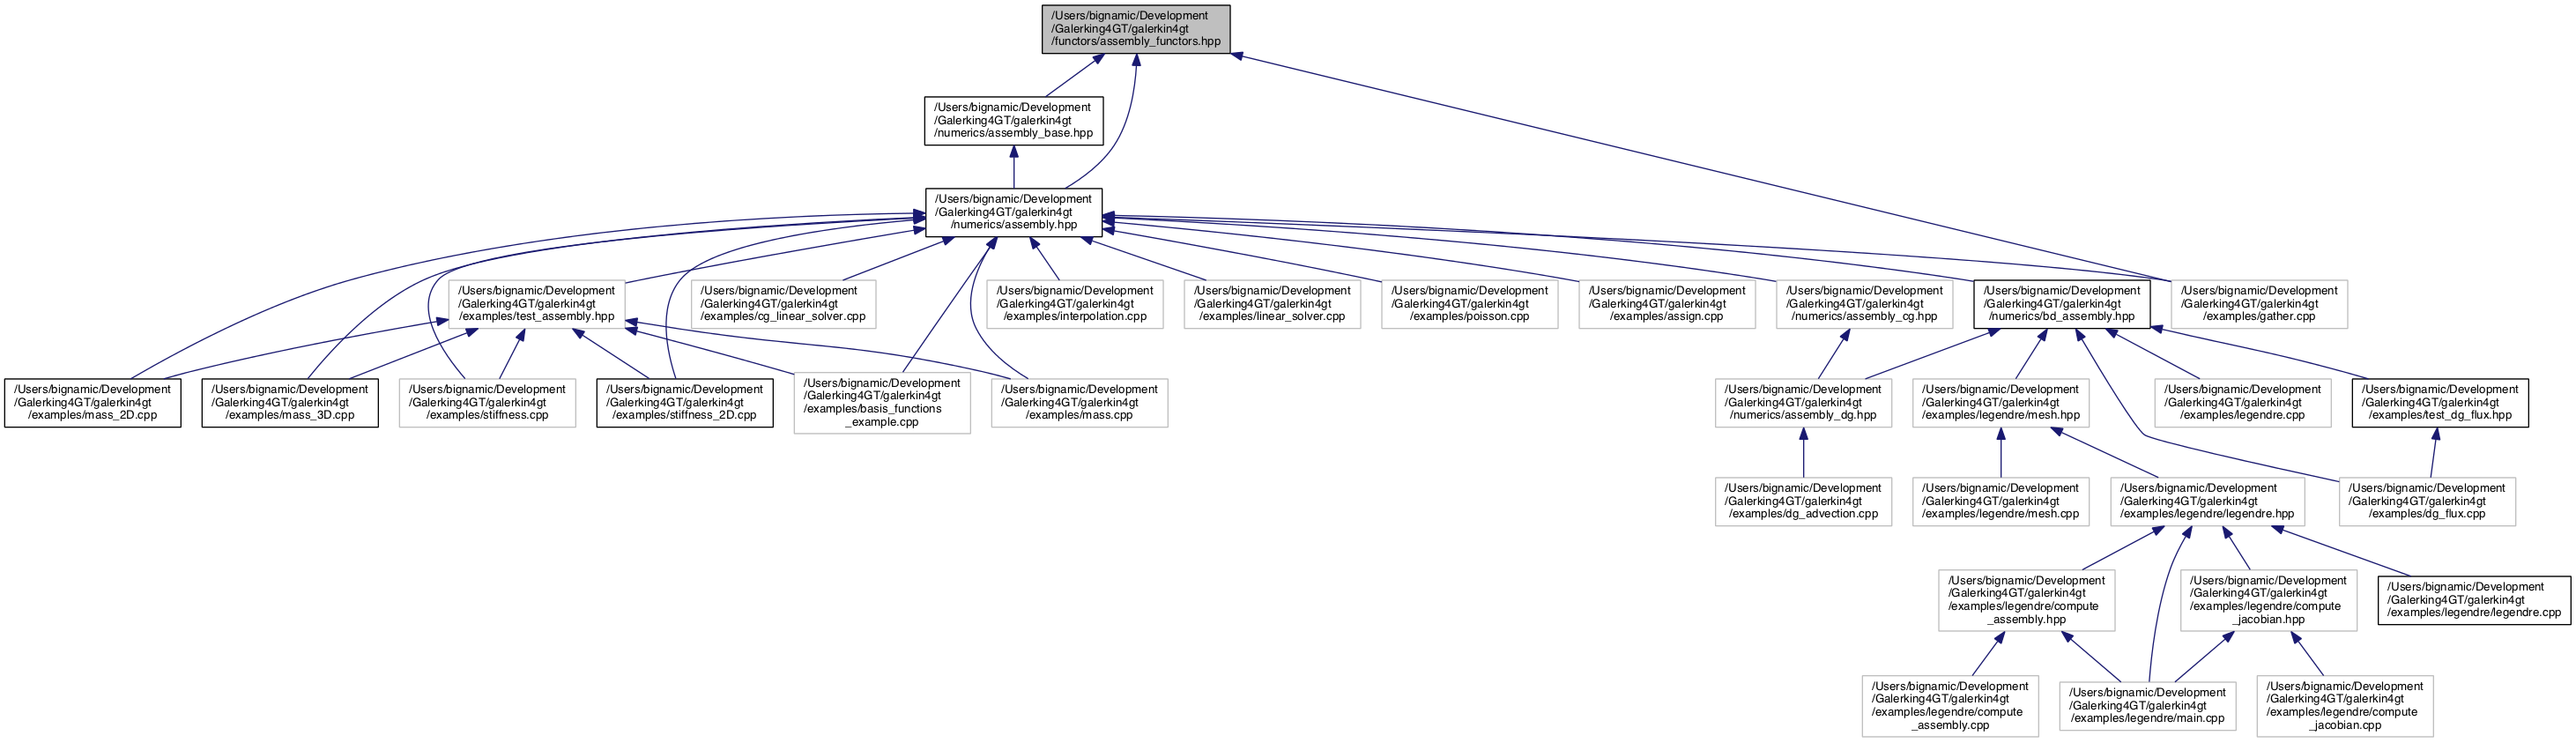 /Users/bignamic/Development
/Galerking4GT/galerkin4gt
/functors/assembly_functors.hpp
/Users/bignamic/Development
/Galerking4GT/galerkin4gt
/numerics/assembly_base.hpp
/Users/bignamic/Development
/Galerking4GT/galerkin4gt
/numerics/assembly.hpp
/Users/bignamic/Development
/Galerking4GT/galerkin4gt
/examples/test_assembly.hpp
/Users/bignamic/Development
/Galerking4GT/galerkin4gt
/examples/cg_linear_solver.cpp
/Users/bignamic/Development
/Galerking4GT/galerkin4gt
/examples/interpolation.cpp
/Users/bignamic/Development
/Galerking4GT/galerkin4gt
/examples/linear_solver.cpp
/Users/bignamic/Development
/Galerking4GT/galerkin4gt
/examples/poisson.cpp
/Users/bignamic/Development
/Galerking4GT/galerkin4gt
/examples/assign.cpp
/Users/bignamic/Development
/Galerking4GT/galerkin4gt
/numerics/assembly_cg.hpp
/Users/bignamic/Development
/Galerking4GT/galerkin4gt
/numerics/bd_assembly.hpp
/Users/bignamic/Development
/Galerking4GT/galerkin4gt
/examples/gather.cpp
/Users/bignamic/Development
/Galerking4GT/galerkin4gt
/examples/mass_2D.cpp
/Users/bignamic/Development
/Galerking4GT/galerkin4gt
/examples/mass_3D.cpp
/Users/bignamic/Development
/Galerking4GT/galerkin4gt
/examples/stiffness.cpp
/Users/bignamic/Development
/Galerking4GT/galerkin4gt
/examples/stiffness_2D.cpp
/Users/bignamic/Development
/Galerking4GT/galerkin4gt
/examples/basis_functions
_example.cpp
/Users/bignamic/Development
/Galerking4GT/galerkin4gt
/examples/mass.cpp
/Users/bignamic/Development
/Galerking4GT/galerkin4gt
/numerics/assembly_dg.hpp
/Users/bignamic/Development
/Galerking4GT/galerkin4gt
/examples/legendre/mesh.hpp
/Users/bignamic/Development
/Galerking4GT/galerkin4gt
/examples/legendre.cpp
/Users/bignamic/Development
/Galerking4GT/galerkin4gt
/examples/test_dg_flux.hpp
/Users/bignamic/Development
/Galerking4GT/galerkin4gt
/examples/dg_advection.cpp
/Users/bignamic/Development
/Galerking4GT/galerkin4gt
/examples/legendre/mesh.cpp
/Users/bignamic/Development
/Galerking4GT/galerkin4gt
/examples/legendre/legendre.hpp
/Users/bignamic/Development
/Galerking4GT/galerkin4gt
/examples/dg_flux.cpp
/Users/bignamic/Development
/Galerking4GT/galerkin4gt
/examples/legendre/compute
_assembly.hpp
/Users/bignamic/Development
/Galerking4GT/galerkin4gt
/examples/legendre/compute
_jacobian.hpp
/Users/bignamic/Development
/Galerking4GT/galerkin4gt
/examples/legendre/legendre.cpp
/Users/bignamic/Development
/Galerking4GT/galerkin4gt
/examples/legendre/compute
_assembly.cpp
/Users/bignamic/Development
/Galerking4GT/galerkin4gt
/examples/legendre/main.cpp
/Users/bignamic/Development
/Galerking4GT/galerkin4gt
/examples/legendre/compute
_jacobian.cpp